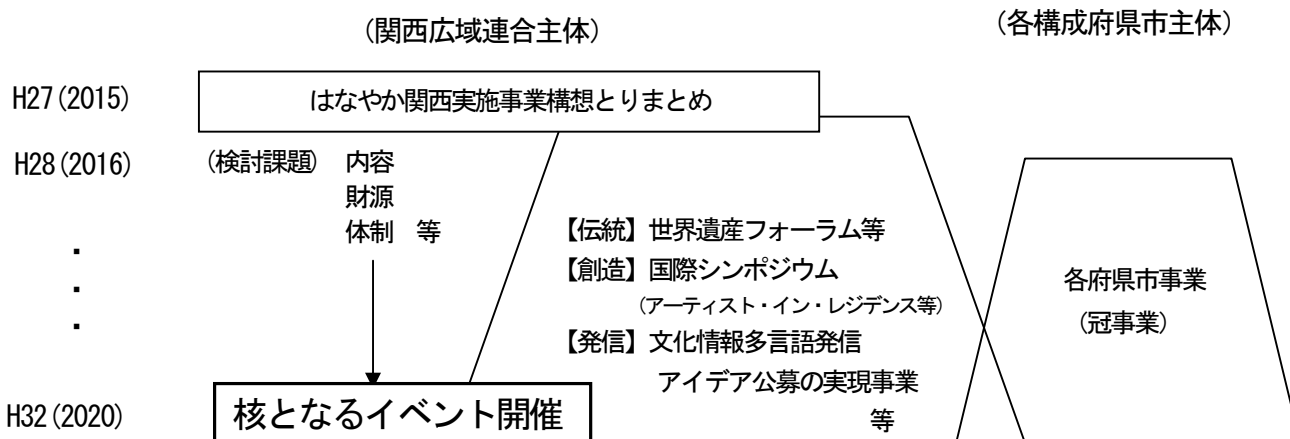 (関西広域連合主体)
(各構成府県市主体)
H27(2015)
はなやか関西実施事業構想とりまとめ
H28(2016)
(検討課題) 内容
財源
体制 等
【伝統】世界遺産フォーラム等
【創造】国際シンポジウム
(アーティスト・イン・レジデンス等)
【発信】文化情報多言語発信
アイデア公募の実現事業
等
各府県市事業
(冠事業)
・
・
・
H32(2020)
核となるイベント開催